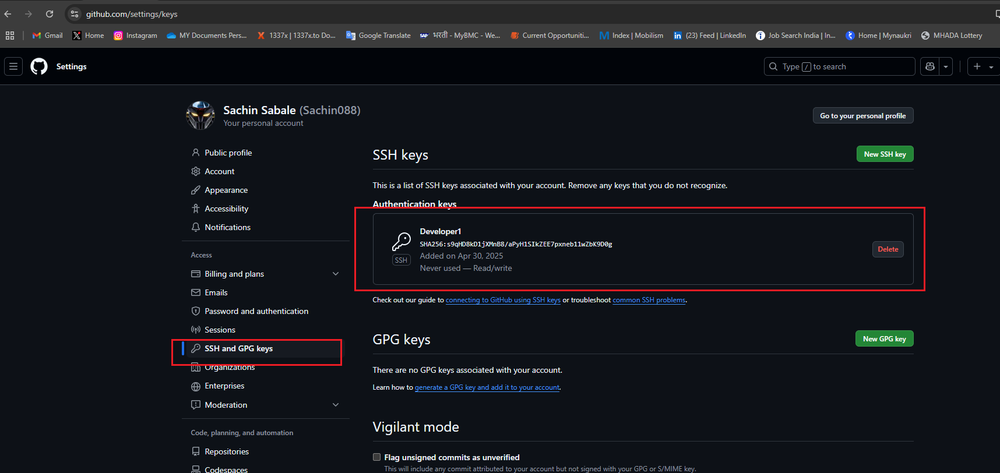 github.com/settings/keys
Gmail
Home
Instagram
MY Documents Pers...
1337x | 1337x.to Do...
Google Translate
SAP
भरती - MyBMC - We...
Current Opportuniti...
Index | Mobilism
(23) Feed | LinkedIn
Job Search India | In...
Home | Mynaukri
MHADA Lottery
Settings
Type / to search
Sachin Sabale (Sachin088)
Your personal account
Go to your personal profile
Public profile
Account
Appearance
Accessibility
Notifications
Access
Billing and plans
Emails
Password and authentication
Sessions
SSH and GPG keys
Organizations
Enterprises
Moderation
Code, planning, and automation
Repositories
Codespaces
SSH keys
New SSH key
This is a list of SSH keys associated with your account. Remove any keys that you do not recognize.
Authentication keys
Developer1
SHA256:s9qHD8kD1jXMnB8/aPyH1SIkZEE7pxneb11wZbK9D0g
SSH
Added on Apr 30, 2025
Never used — Read/write
Delete
Check out our guide to connecting to GitHub using SSH keys or troubleshoot common SSH problems.
GPG keys
New GPG key
There are no GPG keys associated with your account.
Learn how to generate a GPG key and add it to your account.
Vigilant mode
Flag unsigned commits as unverified
This will include any commit attributed to your account but not signed with your GPG or S/MIME key.